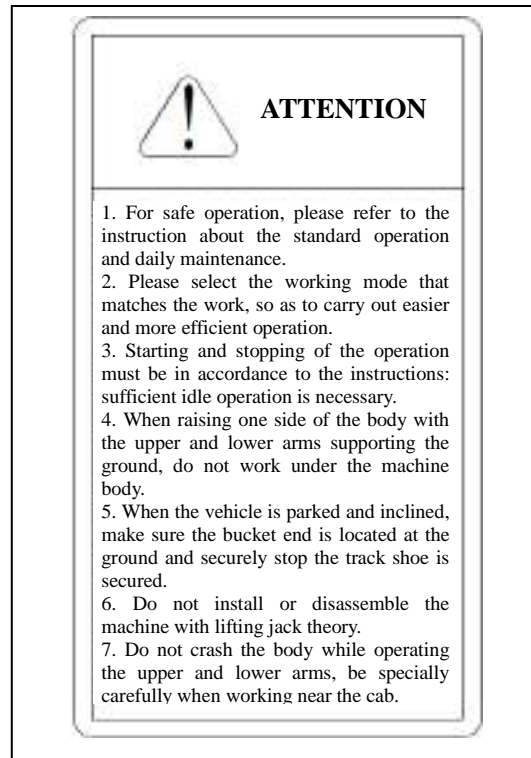 ATTENTION
1. For safe operation, please refer to the
instruction about the standard operation
and daily maintenance.
2. Please select the working mode that
matches the work, so as to carry out easier
and more efficient operation.
3. Starting and stopping of the operation
must be in accordance to the instructions:
sufficient idle operation is necessary.
4. When raising one side of the body with
the upper and lower arms supporting the
ground, do not work under the machine
body.
5. When the vehicle is parked and inclined,
make sure the bucket end is located at the
ground and securely stop the track shoe is
secured.
6. Do not install or disassemble the
machine with lifting jack theory.
7. Do not crash the body while operating
the upper and lower arms, be specially
carefully when working near the cab.